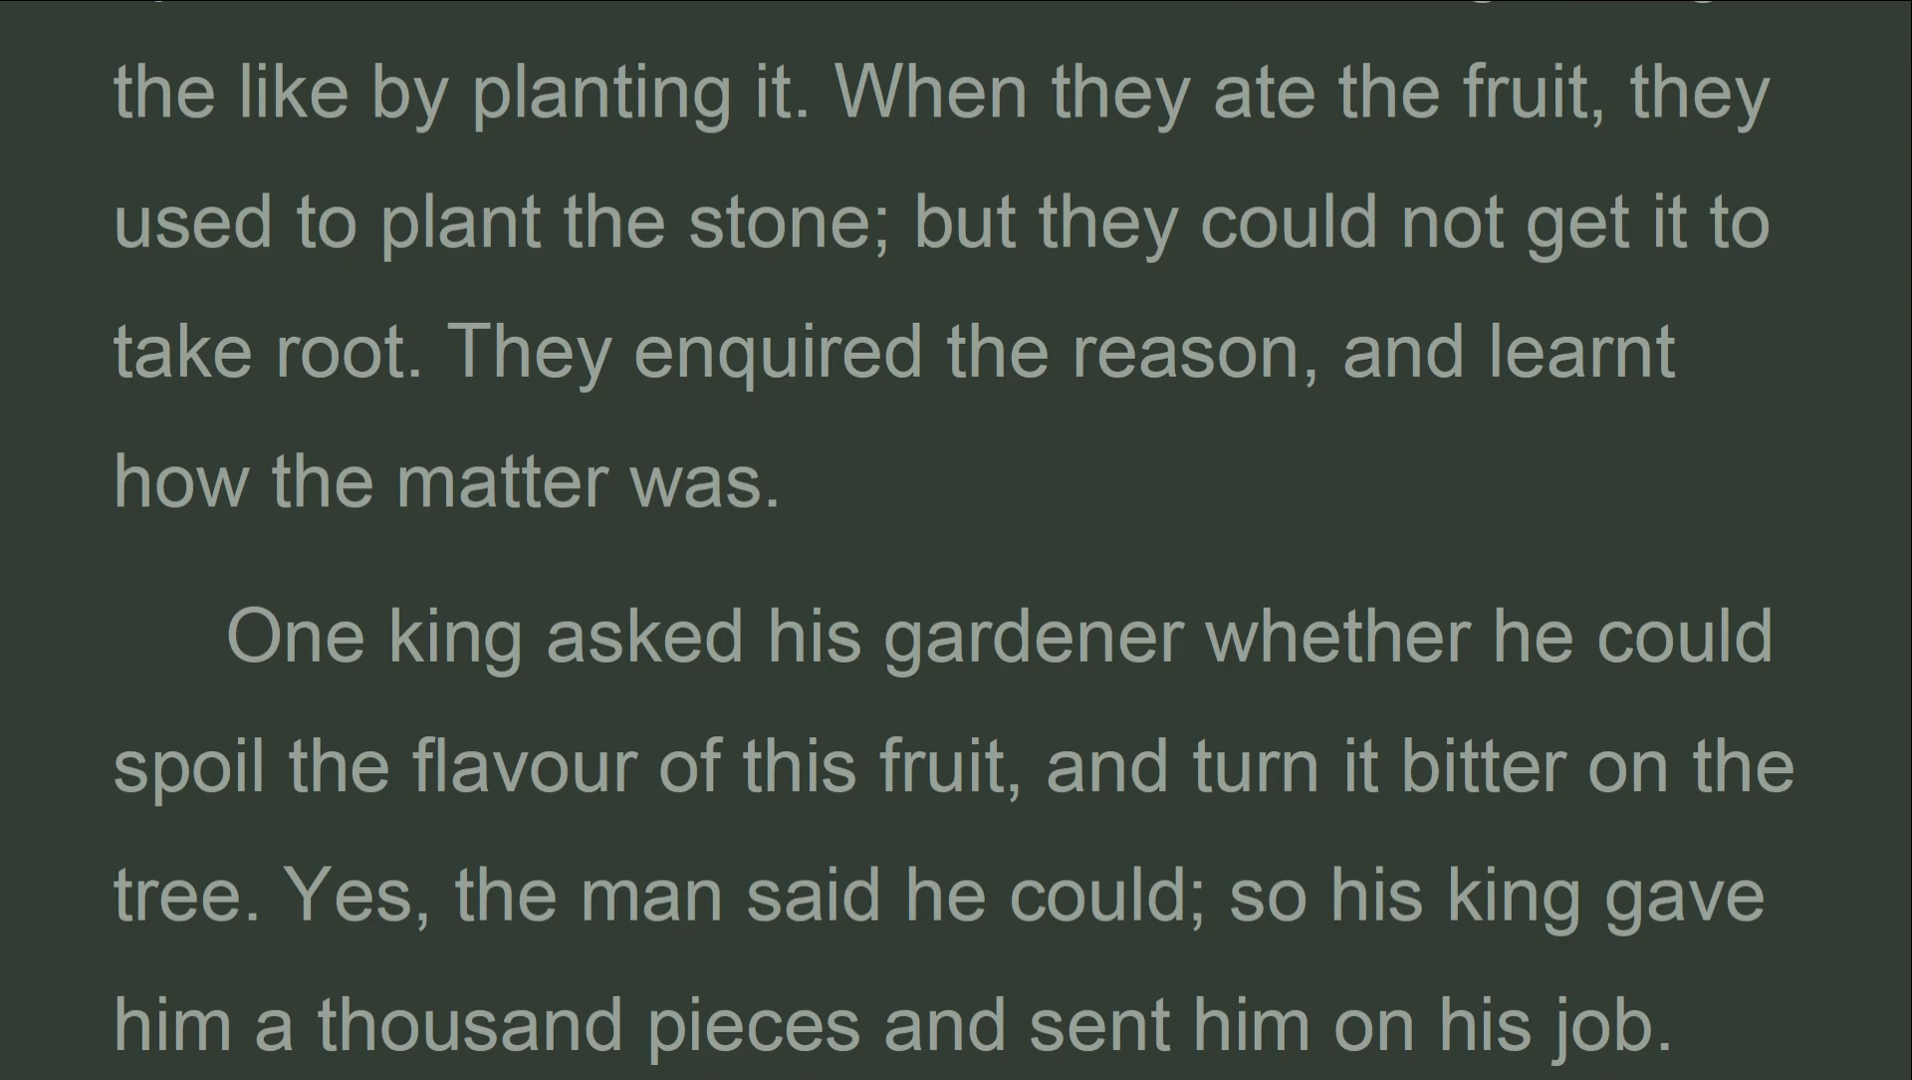 the like by planting it. When they ate the fruit, they
used to plant the stone; but they could not get it to
take root. They enquired the reason, and learnt
how the matter was.
One king asked his gardener whether he could
spoil the flavour of this fruit, and turn it bitter on the
tree. Yes, the man said he could; so his king gave
him a thousand pieces and sent him on his job.